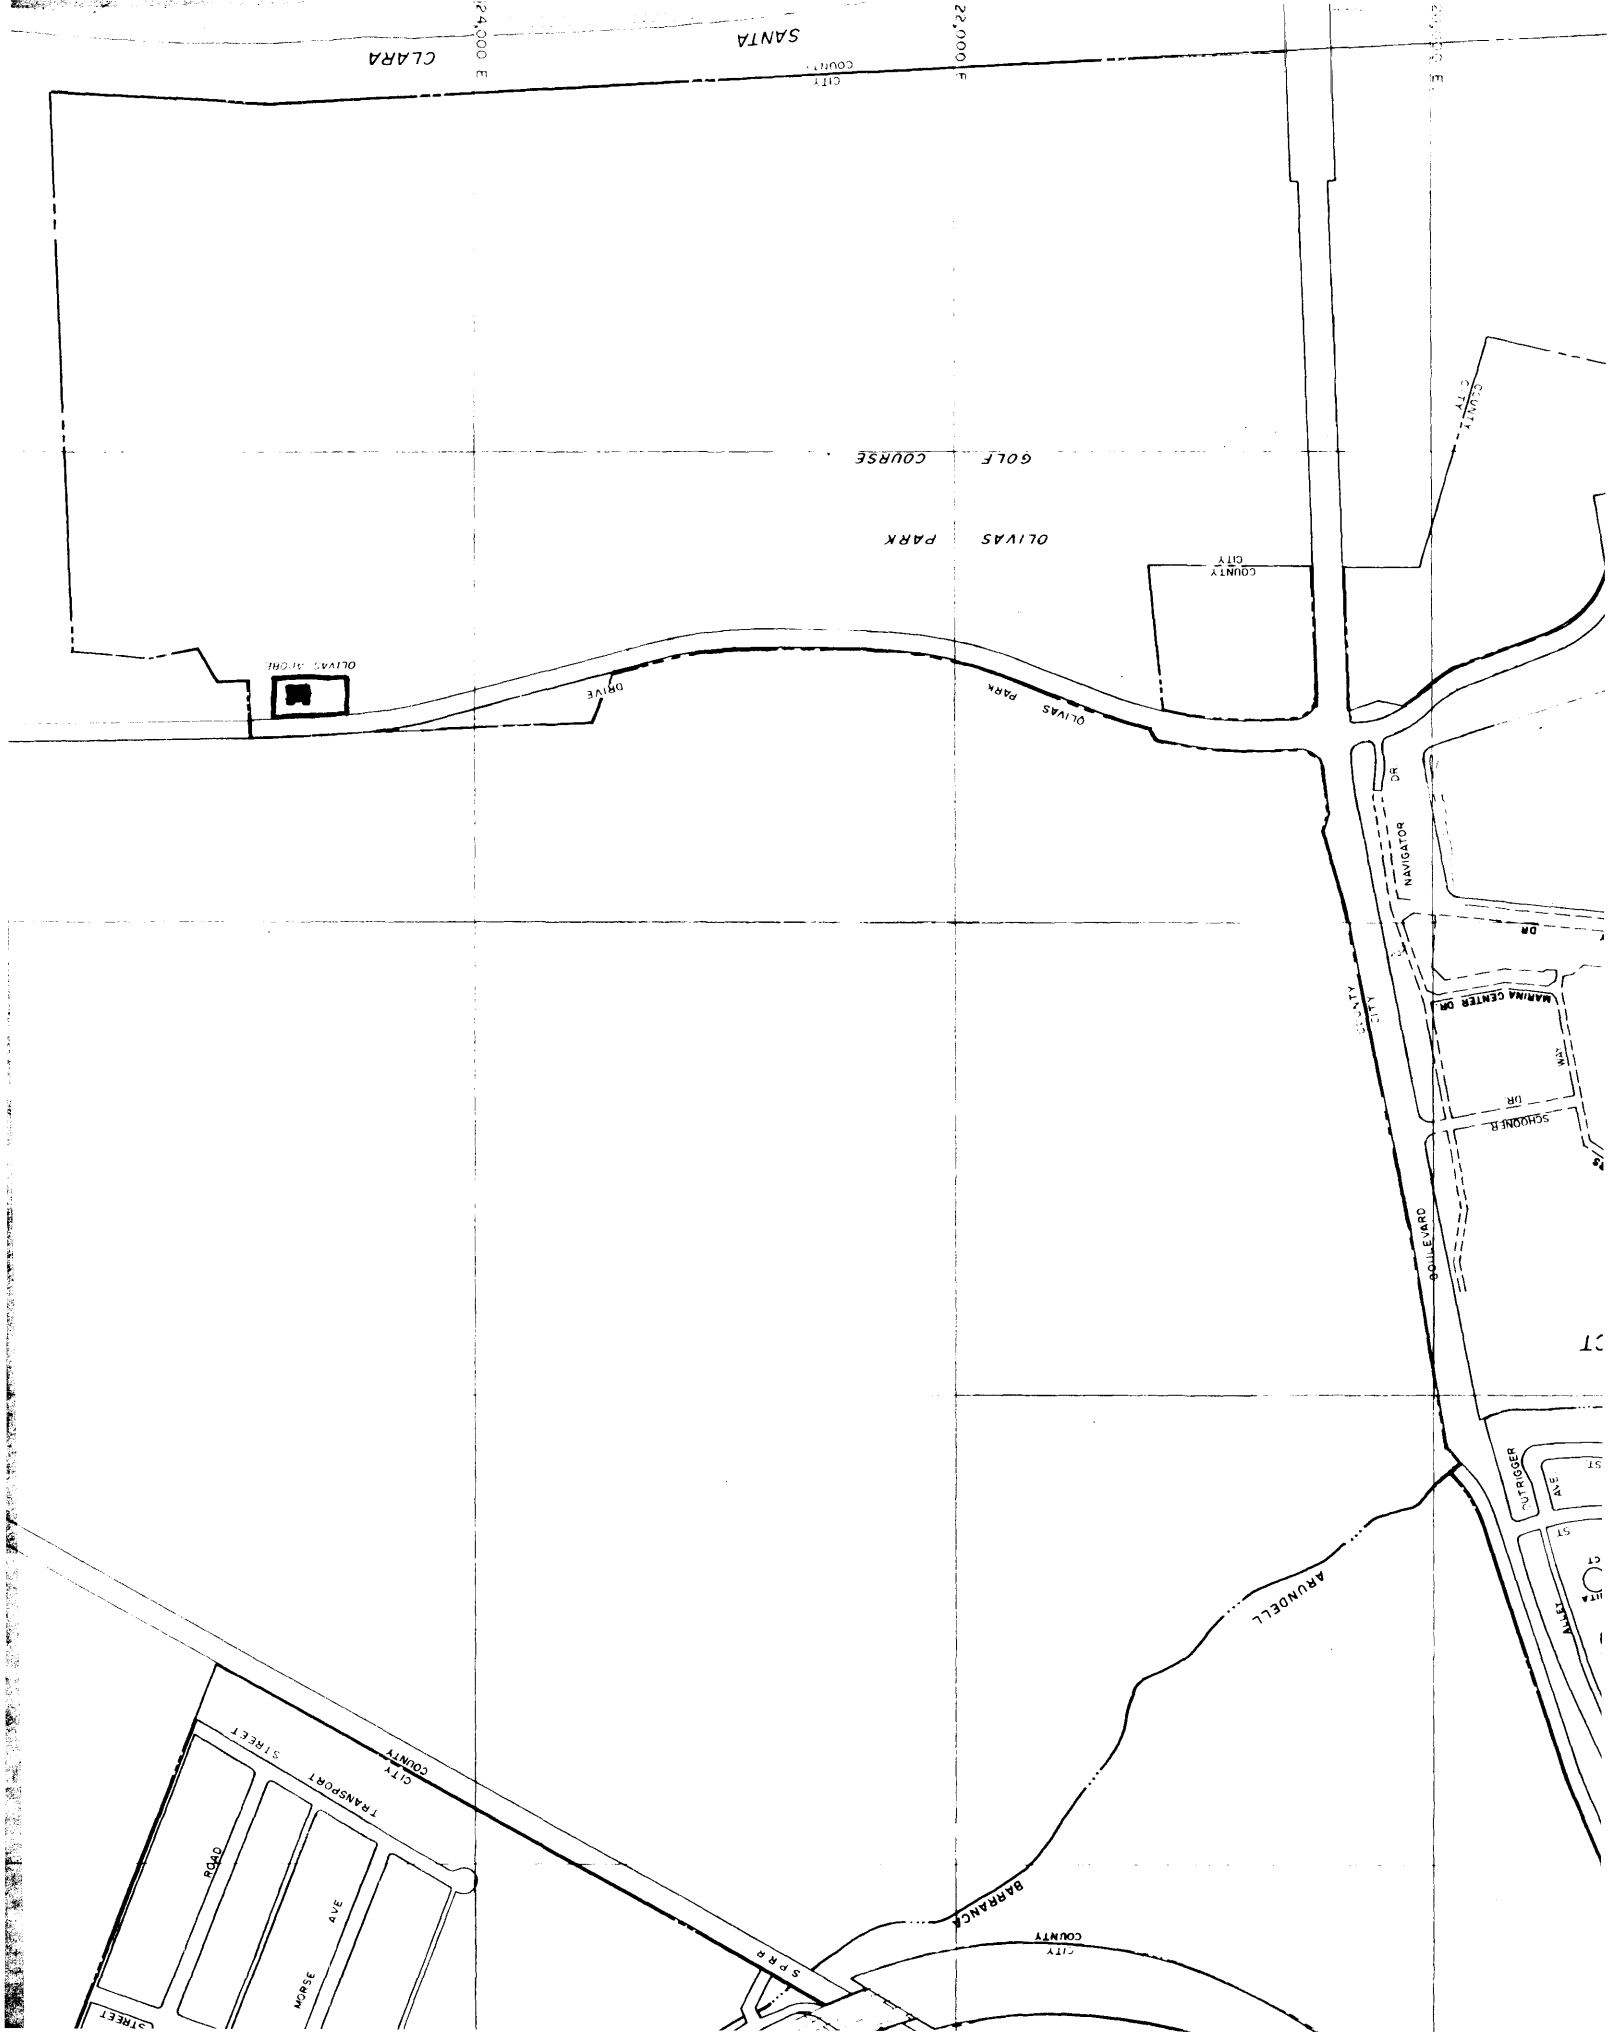 24,000 E
22,000 E
SANTA
CLARA
COUNTY
CITY
COUNTY
CITY
GOLF COURSE
OLIVAS PARK
COUNTY
CITY
OLIVAS ADOBE
DRIVE
PARK
OLIVAS
DR
NAVIGATOR
DR
MARINA CENTER DR.
COUNTY
CITY
WAY
DR.
SCHOONER
BOULEVARD
CT
OUTRIGGER
AVE.
ST.
ST
CT
ALLEY
ARUNDELL
STREET
TRANSPORT
CITY
COUNTY
ROAD
AVE
MORSE
STREET
BARRANCA
COUNTY
CITY
S P R R